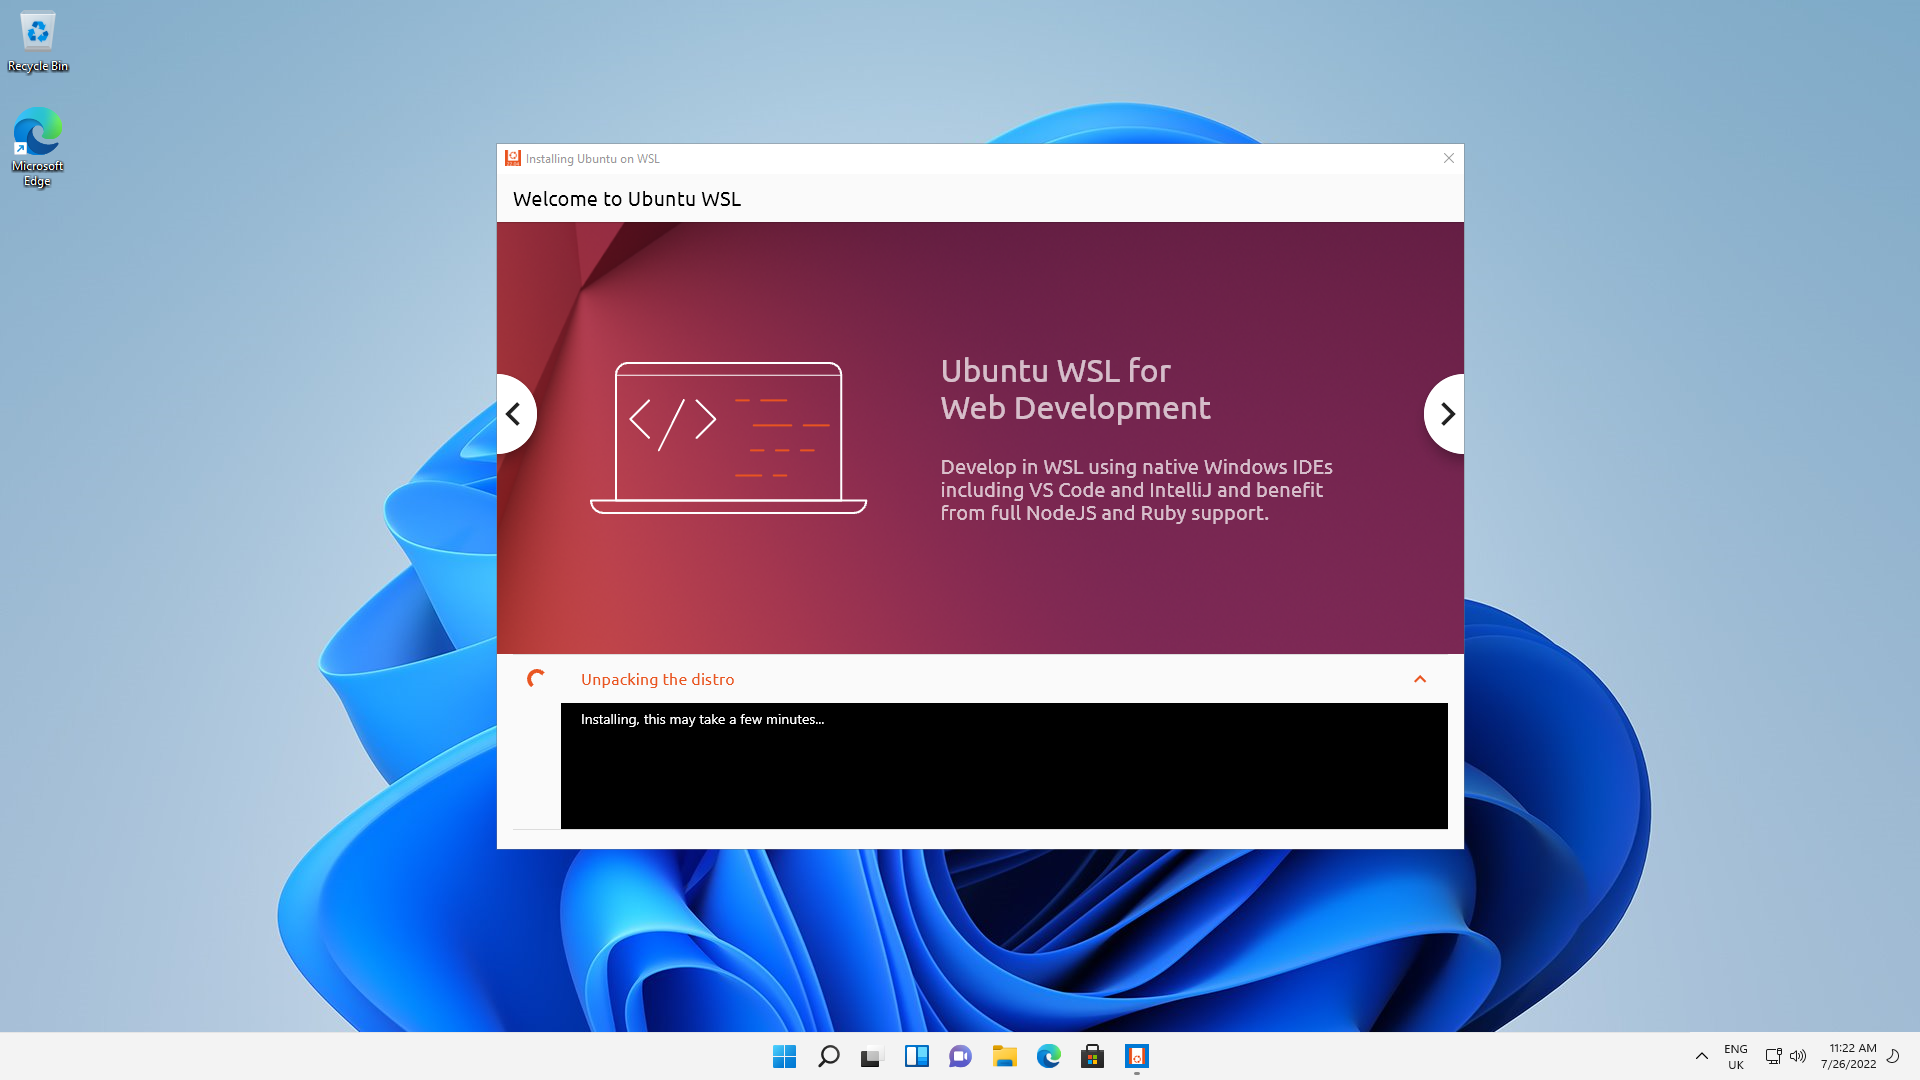 Recycle Bin
Microsoft
Edge
Installing Ubuntu on WSL
Welcome to Ubuntu WSL
Ubuntu WSL for
Web Development
Develop in WSL using native Windows IDEs
including VS Code and IntelliJ and benefit
from full NodeJS and Ruby support.
Unpacking the distro
Installing, this may take a few minutes...
ENG
UK
11:22 AM
7/26/2022